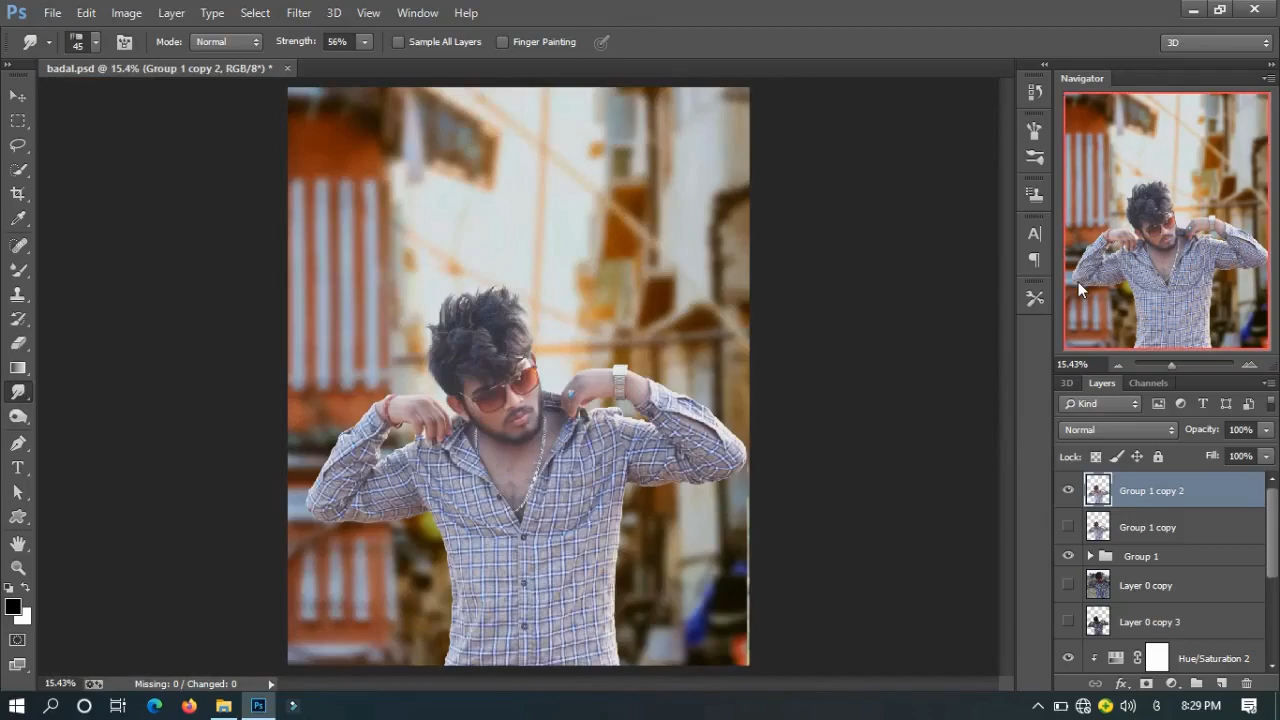 Ps File Edit Image Layer Type Select Filter 3D View Window Help
45 Mode: Normal Strength: 56% Sample All Layers Finger Painting 3D
badal.psd @ 15.4% (Group 1 copy 2, RGB/8*) * ×
Navigator
15.43%
3D Layers Channels
Kind
Normal Opacity: 100%
Lock: Fill: 100%
Group 1 copy 2
Group 1 copy
Group 1
Layer 0 copy
Layer 0 copy 3
Hue/Saturation 2
15.43% Missing: 0 / Changed: 0
8:29 PM